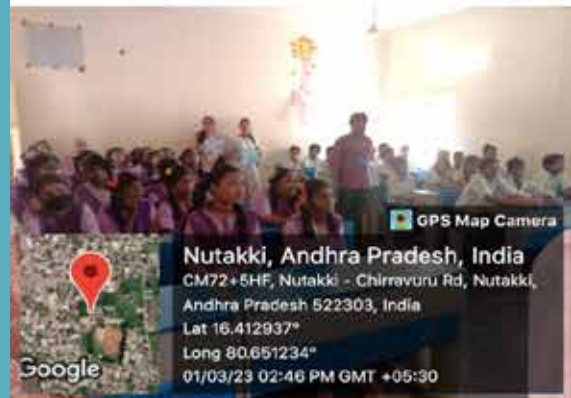 GPS Map Camera
Nutakki, Andhra Pradesh, India
CM72+5HF, Nutakki - Chirravuru Rd, Nutakki,
Andhra Pradesh 522303, India
Lat 16.412937°
Long 80.651234°
01/03/23 02:46 PM GMT +05:30
Google